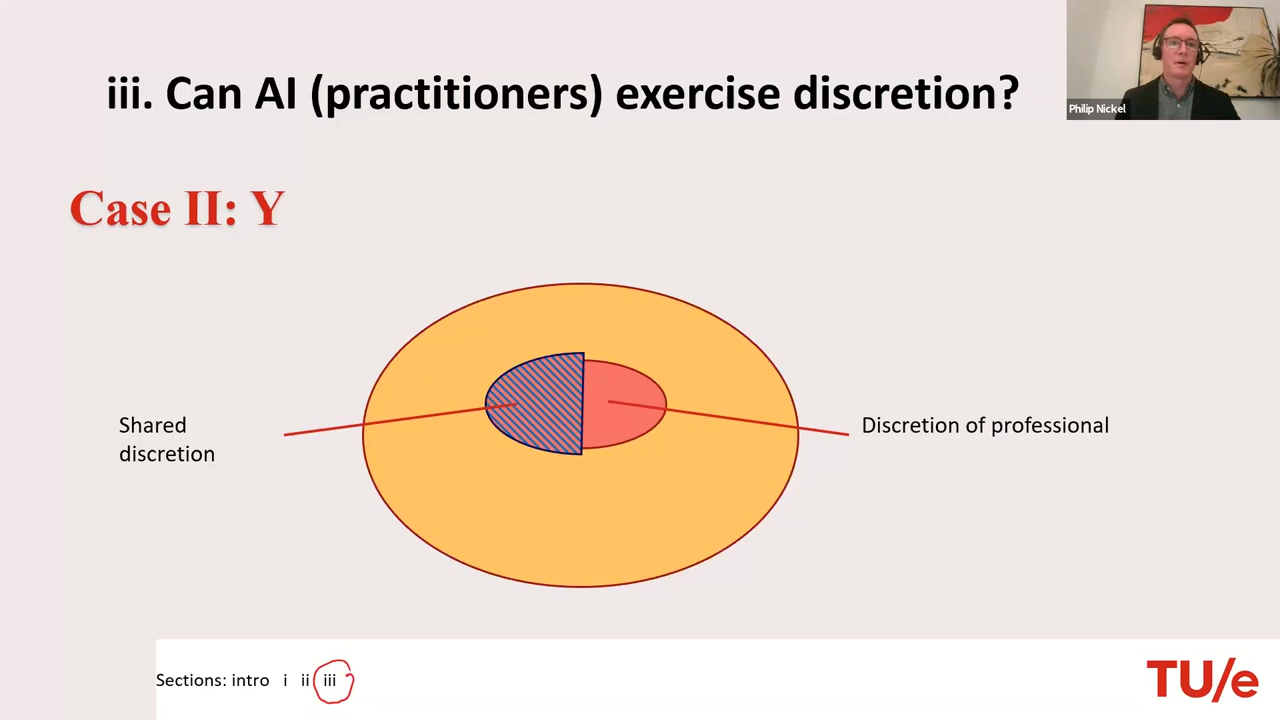 iii. Can AI (practitioners) exercise discretion?
Philip Nickel
Case II: Y
Shared
discretion
Discretion of professional
Sections: intro i ii iii
TU/e